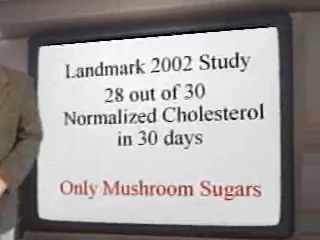 Landmark 2002 Study
28 out of 30
Normalized Cholesterol
in 30 days
Only Mushroom Sugars